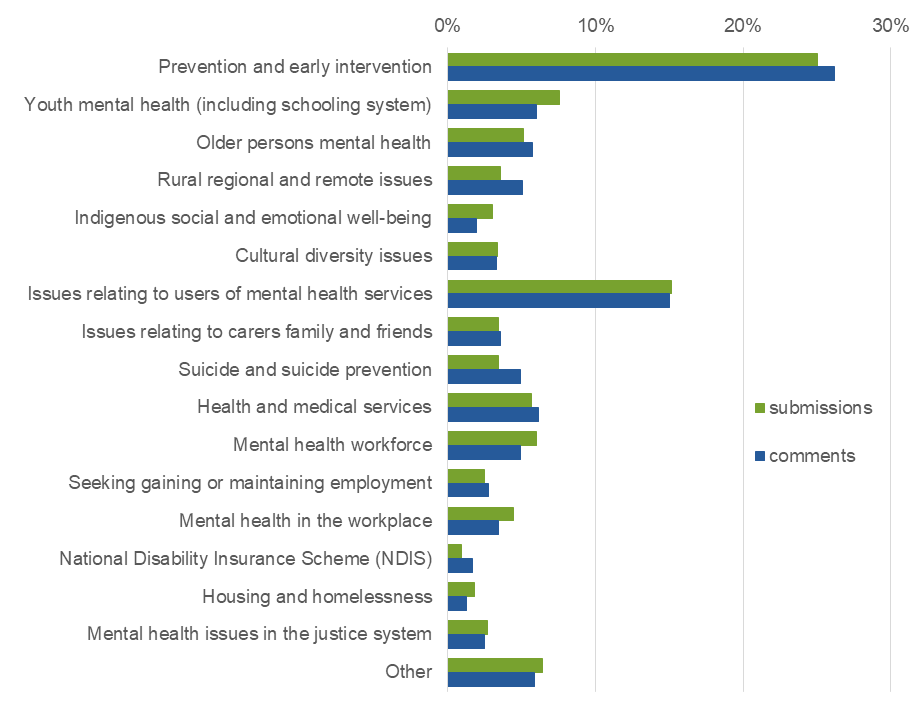 0% 10% 20% 30%
Prevention and early intervention
Youth mental health (including schooling system)
Older persons mental health
Rural regional and remote issues
Indigenous social and emotional well-being
Cultural diversity issues
Issues relating to users of mental health services
Issues relating to carers family and friends
Suicide and suicide prevention
Health and medical services
submissions
Mental health workforce
comments
Seeking gaining or maintaining employment
Mental health in the workplace
National Disability Insurance Scheme (NDIS)
Housing and homelessness
Mental health issues in the justice system
Other